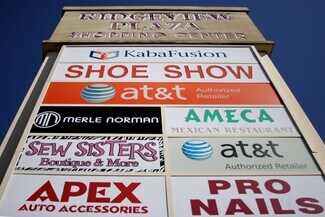 RIDGEVIEW
PLAZA
SHOPPING CENTER
KabaFusion
SHOE SHOW
at&t
Authorized
Retailer
MERLE NORMAN
AMECA
MEXICAN RESTAURANT
SEW SISTERS
Boutique & More
at&t
Authorized Retailer
APEX
AUTO ACCESSORIES
PRO
NAILS